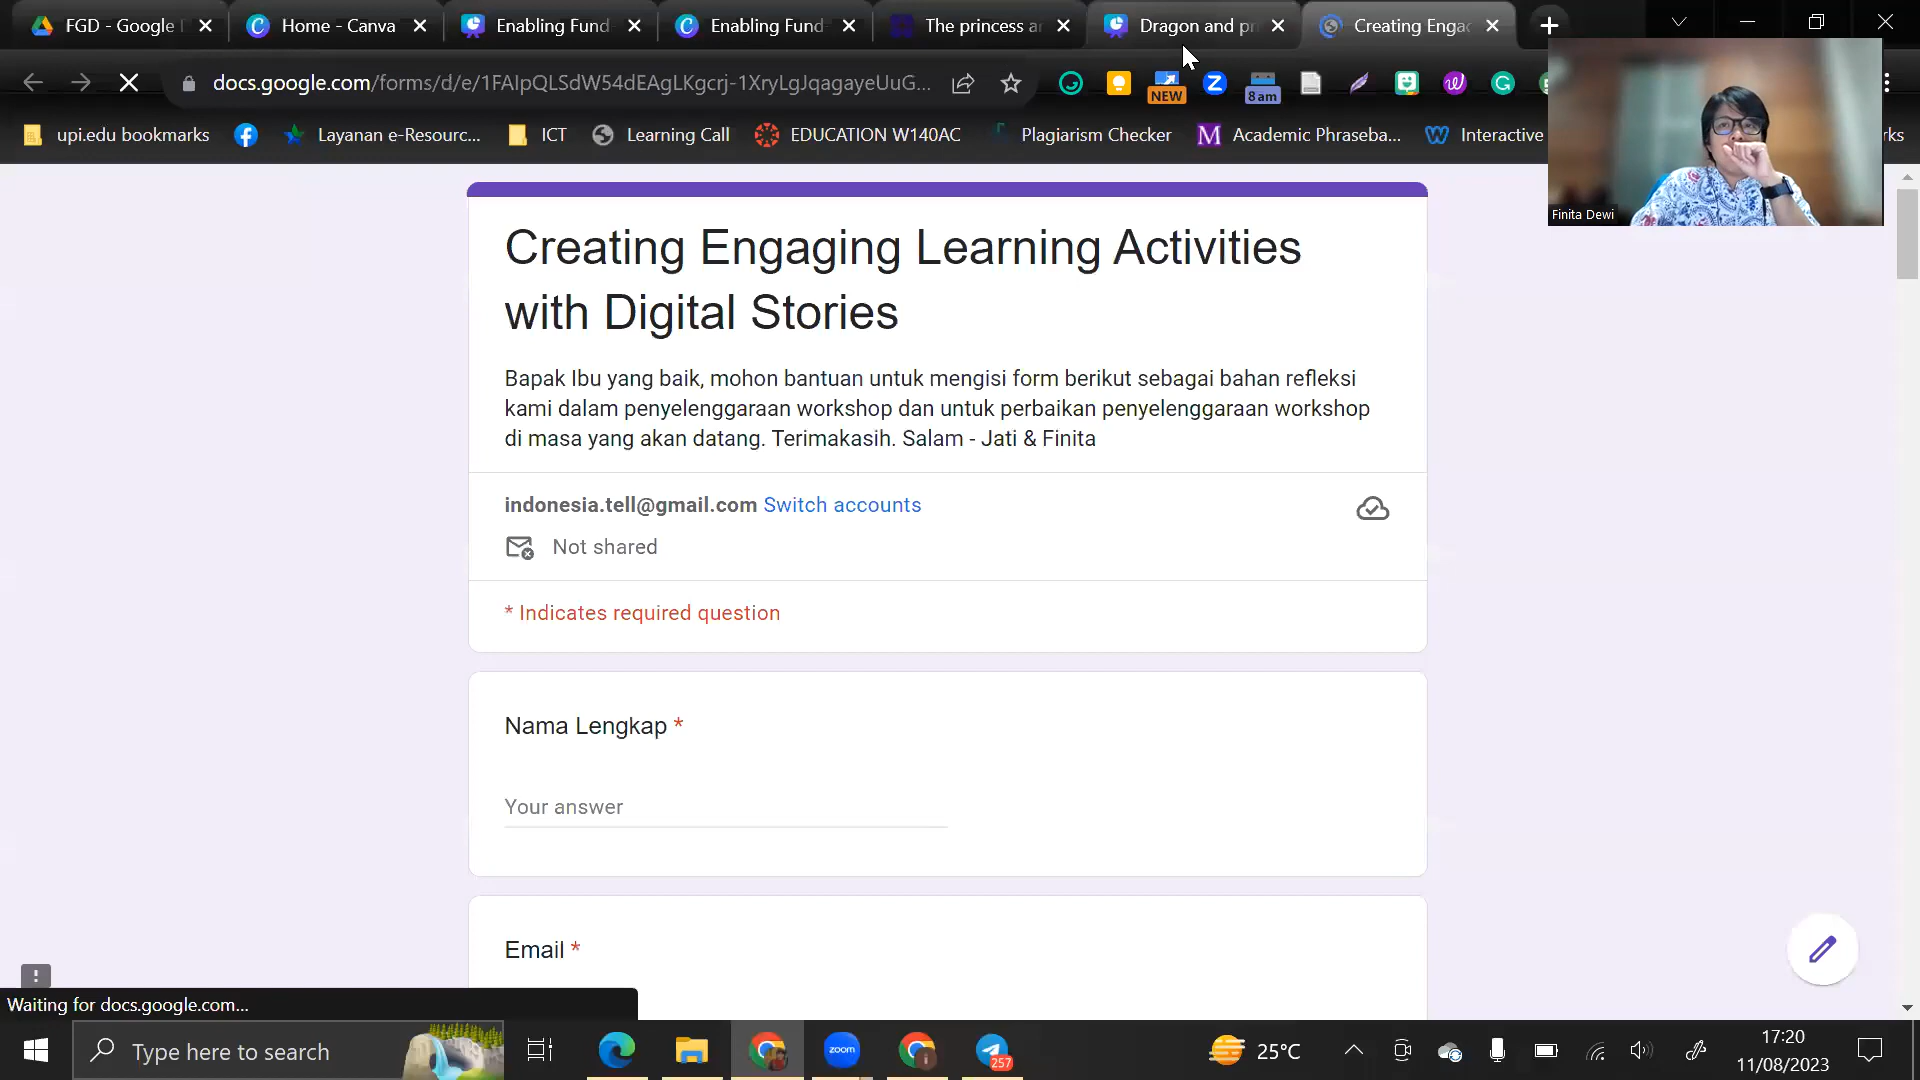 FGD - Google
Home - Canva
Enabling Fund
Enabling Fund
The princess a
Dragon and pr
Creating Engag
docs.google.com/forms/d/e/1FAIpQLSdW54dEAgLKgcrj-1XryLgJqagayeUuG...
NEW
8am
upi.edu bookmarks
Layanan e-Resourc...
ICT
Learning Call
EDUCATION W140AC
Plagiarism Checker
Academic Phraseba...
Interactive
rks
Finita Dewi
Creating Engaging Learning Activities
with Digital Stories
Bapak Ibu yang baik, mohon bantuan untuk mengisi form berikut sebagai bahan refleksi
kami dalam penyelenggaraan workshop dan untuk perbaikan penyelenggaraan workshop
di masa yang akan datang. Terimakasih. Salam - Jati & Finita
indonesia.tell@gmail.com Switch accounts
Not shared
* Indicates required question
Nama Lengkap *
Your answer
Email *
Waiting for docs.google.com...
Type here to search
zoom
257
25°C
17:20
11/08/2023